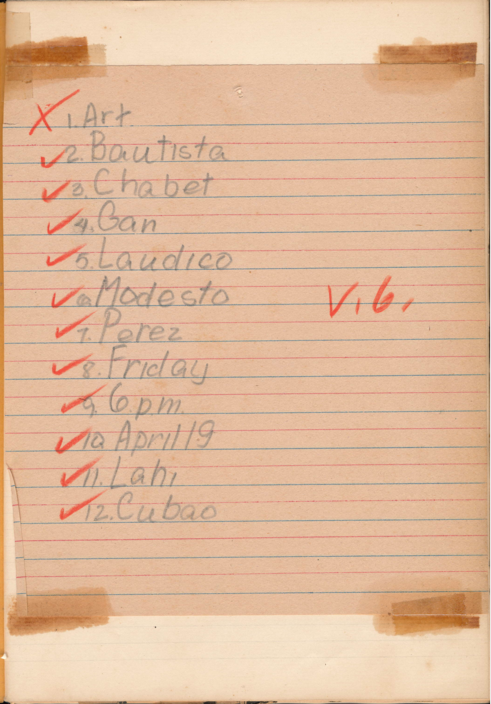 1. Art
2. Bautista
3. Chabet
4. Gan
5. Laudico
6. Modesto
7. Perez
8. Friday
9. 6 p.m.
10. April 19
11. Lahi
12. Cubao
V.G.